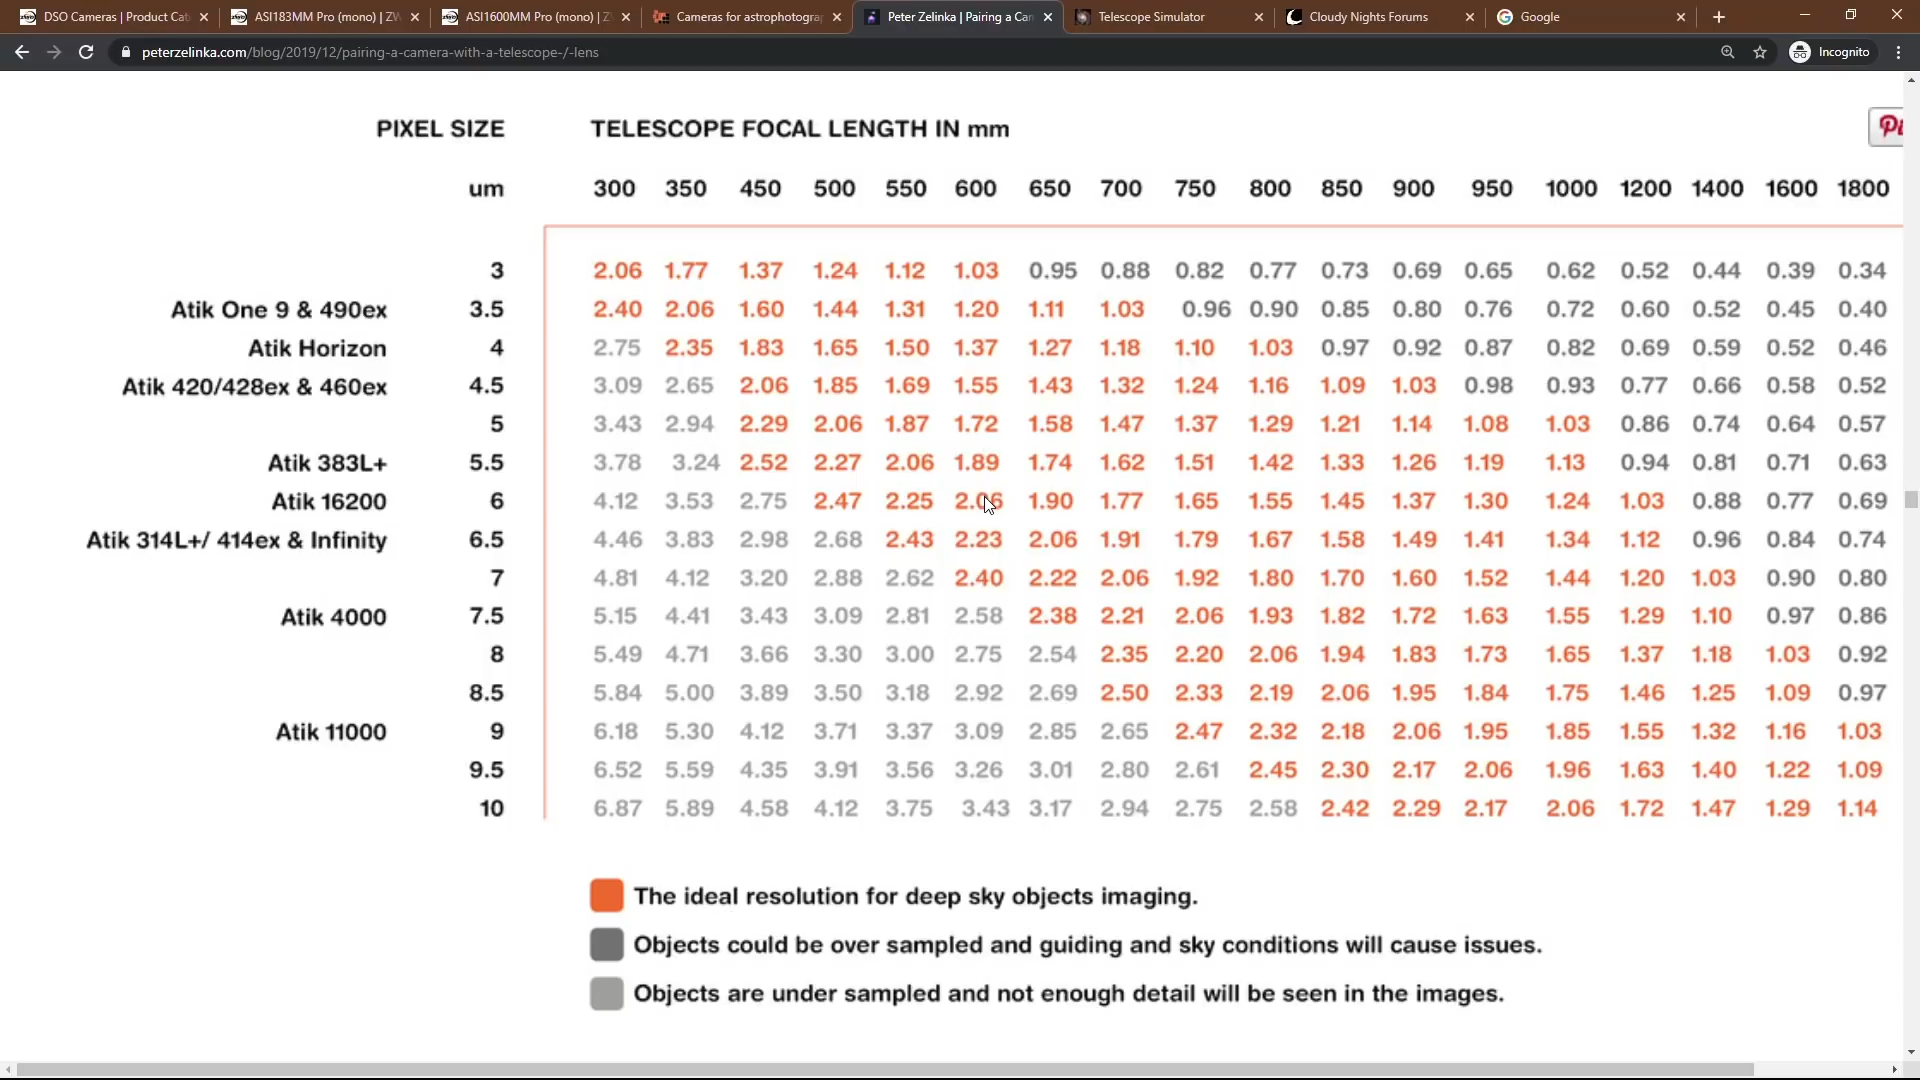 DSO Cameras | Product Cat
ASI183MM Pro (mono) | ZW
ASI1600MM Pro (mono) | Z
Cameras for astrophotograp
Peter Zelinka | Pairing a Can
Telescope Simulator
Cloudy Nights Forums
Google
peterzelinka.com/blog/2019/12/pairing-a-camera-with-a-telescope-/-lens
Incognito
PIXEL SIZE TELESCOPE FOCAL LENGTH IN mm
um 300 350 450 500 550 600 650 700 750 800 850 900 950 1000 1200 1400 1600 1800
3 2.06 1.77 1.37 1.24 1.12 1.03 0.95 0.88 0.82 0.77 0.73 0.69 0.65 0.62 0.52 0.44 0.39 0.34
Atik One 9 & 490ex 3.5 2.40 2.06 1.60 1.44 1.31 1.20 1.11 1.03 0.96 0.90 0.85 0.80 0.76 0.72 0.60 0.52 0.45 0.40
Atik Horizon 4 2.75 2.35 1.83 1.65 1.50 1.37 1.27 1.18 1.10 1.03 0.97 0.92 0.87 0.82 0.69 0.59 0.52 0.46
Atik 420/428ex & 460ex 4.5 3.09 2.65 2.06 1.85 1.69 1.55 1.43 1.32 1.24 1.16 1.09 1.03 0.98 0.93 0.77 0.66 0.58 0.52
5 3.43 2.94 2.29 2.06 1.87 1.72 1.58 1.47 1.37 1.29 1.21 1.14 1.08 1.03 0.86 0.74 0.64 0.57
Atik 383L+ 5.5 3.78 3.24 2.52 2.27 2.06 1.89 1.74 1.62 1.51 1.42 1.33 1.26 1.19 1.13 0.94 0.81 0.71 0.63
Atik 16200 6 4.12 3.53 2.75 2.47 2.25 2.06 1.90 1.77 1.65 1.55 1.45 1.37 1.30 1.24 1.03 0.88 0.77 0.69
Atik 314L+/ 414ex & Infinity 6.5 4.46 3.83 2.98 2.68 2.43 2.23 2.06 1.91 1.79 1.67 1.58 1.49 1.41 1.34 1.12 0.96 0.84 0.74
7 4.81 4.12 3.20 2.88 2.62 2.40 2.22 2.06 1.92 1.80 1.70 1.60 1.52 1.44 1.20 1.03 0.90 0.80
Atik 4000 7.5 5.15 4.41 3.43 3.09 2.81 2.58 2.38 2.21 2.06 1.93 1.82 1.72 1.63 1.55 1.29 1.10 0.97 0.86
8 5.49 4.71 3.66 3.30 3.00 2.75 2.54 2.35 2.20 2.06 1.94 1.83 1.73 1.65 1.37 1.18 1.03 0.92
8.5 5.84 5.00 3.89 3.50 3.18 2.92 2.69 2.50 2.33 2.19 2.06 1.95 1.84 1.75 1.46 1.25 1.09 0.97
Atik 11000 9 6.18 5.30 4.12 3.71 3.37 3.09 2.85 2.65 2.47 2.32 2.18 2.06 1.95 1.85 1.55 1.32 1.16 1.03
9.5 6.52 5.59 4.35 3.91 3.56 3.26 3.01 2.80 2.61 2.45 2.30 2.17 2.06 1.96 1.63 1.40 1.22 1.09
10 6.87 5.89 4.58 4.12 3.75 3.43 3.17 2.94 2.75 2.58 2.42 2.29 2.17 2.06 1.72 1.47 1.29 1.14
The ideal resolution for deep sky objects imaging.
Objects could be over sampled and guiding and sky conditions will cause issues.
Objects are under sampled and not enough detail will be seen in the images.